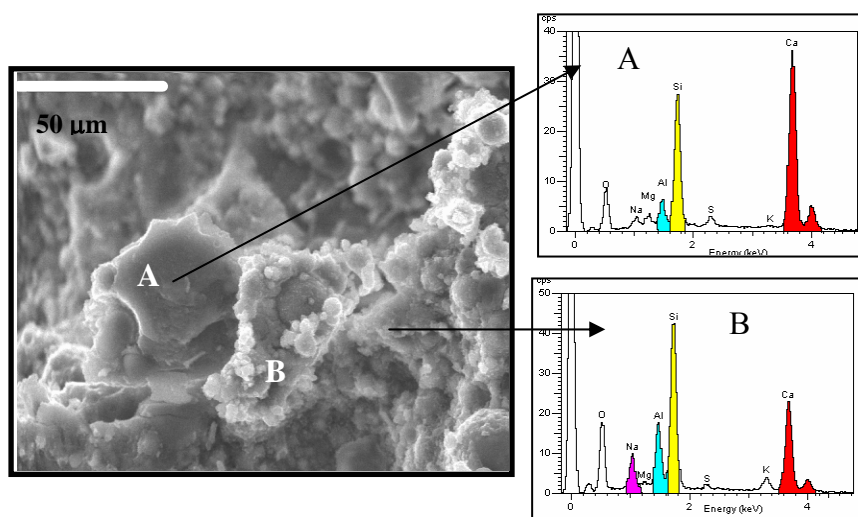 50 μm
A
B
cps
40
30
20
10
0
A
O
Na
Mg
Al
Si
S
K
Ca
0
2
4
Energy (keV)
cps
50
40
30
20
10
0
B
O
Na
Mg
Al
Si
S
K
Ca
0
2
4
Energy (keV)